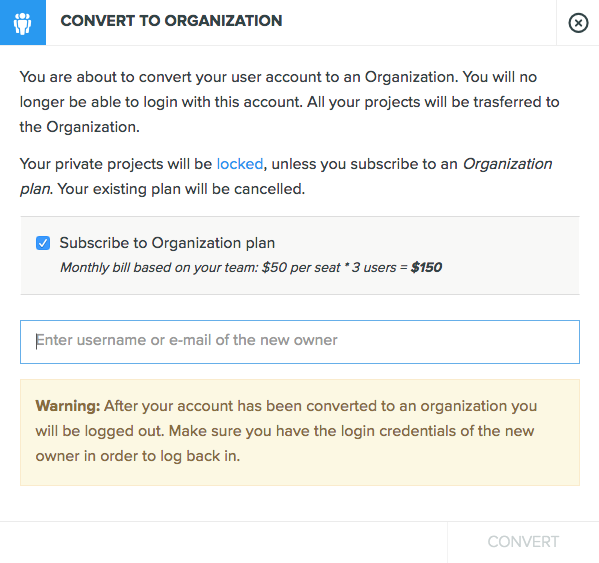 CONVERT TO ORGANIZATION
You are about to convert your user account to an Organization. You will no
longer be able to login with this account. All your projects will be trasferred to
the Organization.
Your private projects will be locked, unless you subscribe to an Organization
plan. Your existing plan will be cancelled.
Subscribe to Organization plan
Monthly bill based on your team: $50 per seat * 3 users = $150
Enter username or e-mail of the new owner
Warning: After your account has been converted to an organization you
will be logged out. Make sure you have the login credentials of the new
owner in order to log back in.
CONVERT